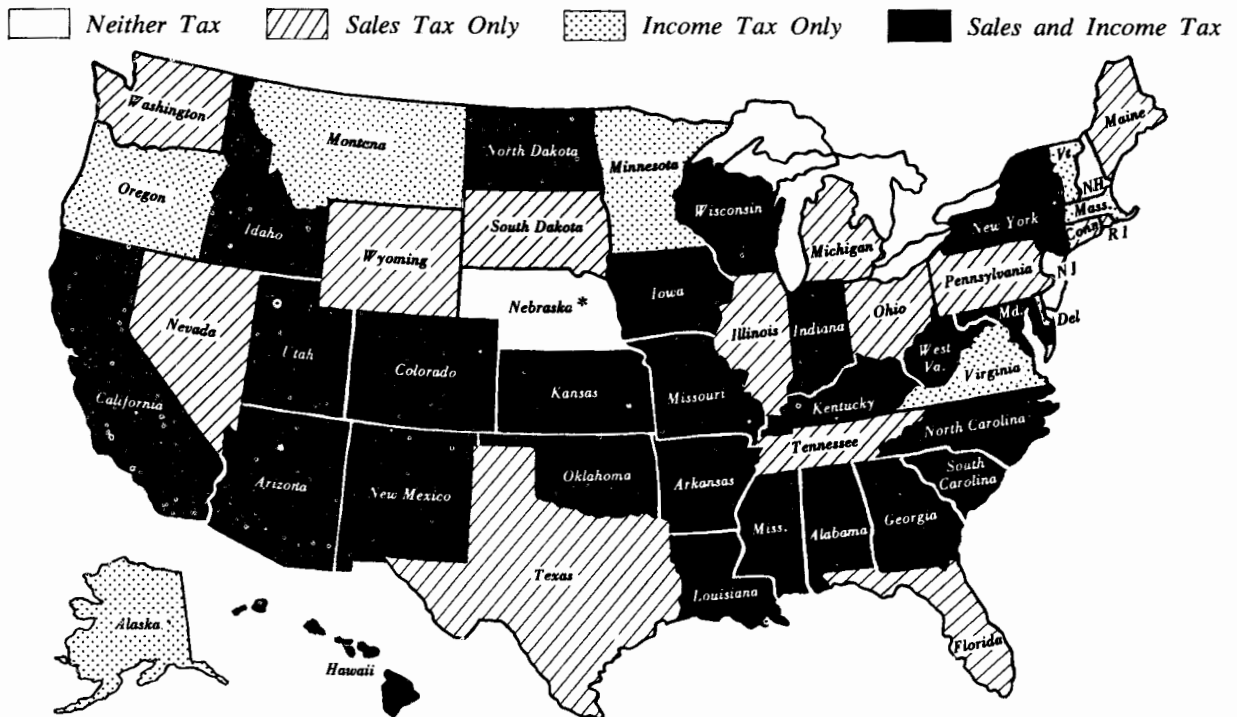 Neither Tax Sales Tax Only Income Tax Only Sales and Income Tax
Washington
Montana
North Dakota
Minnesota
Maine
Vt.
N.H.
Oregon
Idaho
Wyoming
South Dakota
Wisconsin
Michigan
New York
Mass.
Conn.
R I
Pennsylvania
N J
Nevada
Utah
Nebraska *
Iowa
Illinois
Indiana
Ohio
Md.
Del
West
Va.
Virginia
California
Colorado
Kansas
Missouri
Kentucky
Arizona
New Mexico
Oklahoma
Arkansas
Tennessee
North Carolina
South
Carolina
Miss.
Alabama
Georgia
Texas
Louisiana
Florida
Alaska
Hawaii